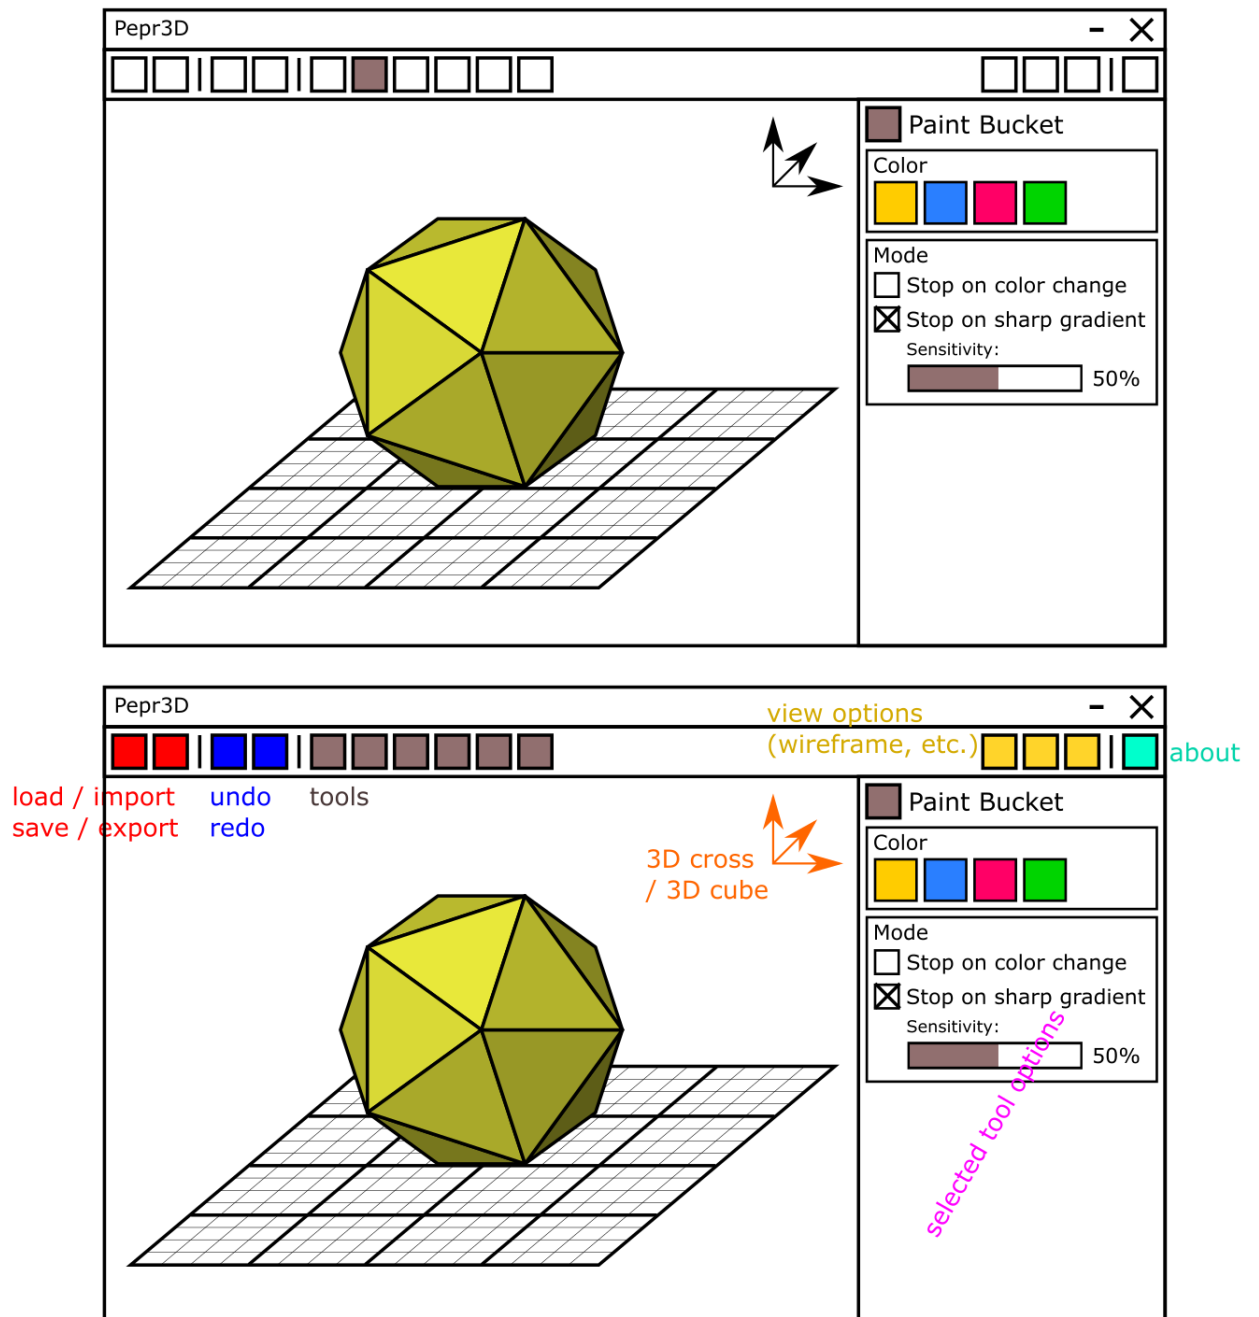 Pepr3D
Paint Bucket
Color
Mode
Stop on color change
Stop on sharp gradient
Sensitivity:
50%
Pepr3D
view options
(wireframe, etc.)
about
load / import
save / export
undo
redo
tools
3D cross
/ 3D cube
Paint Bucket
Color
Mode
Stop on color change
Stop on sharp gradient
Sensitivity:
50%
selected tool options